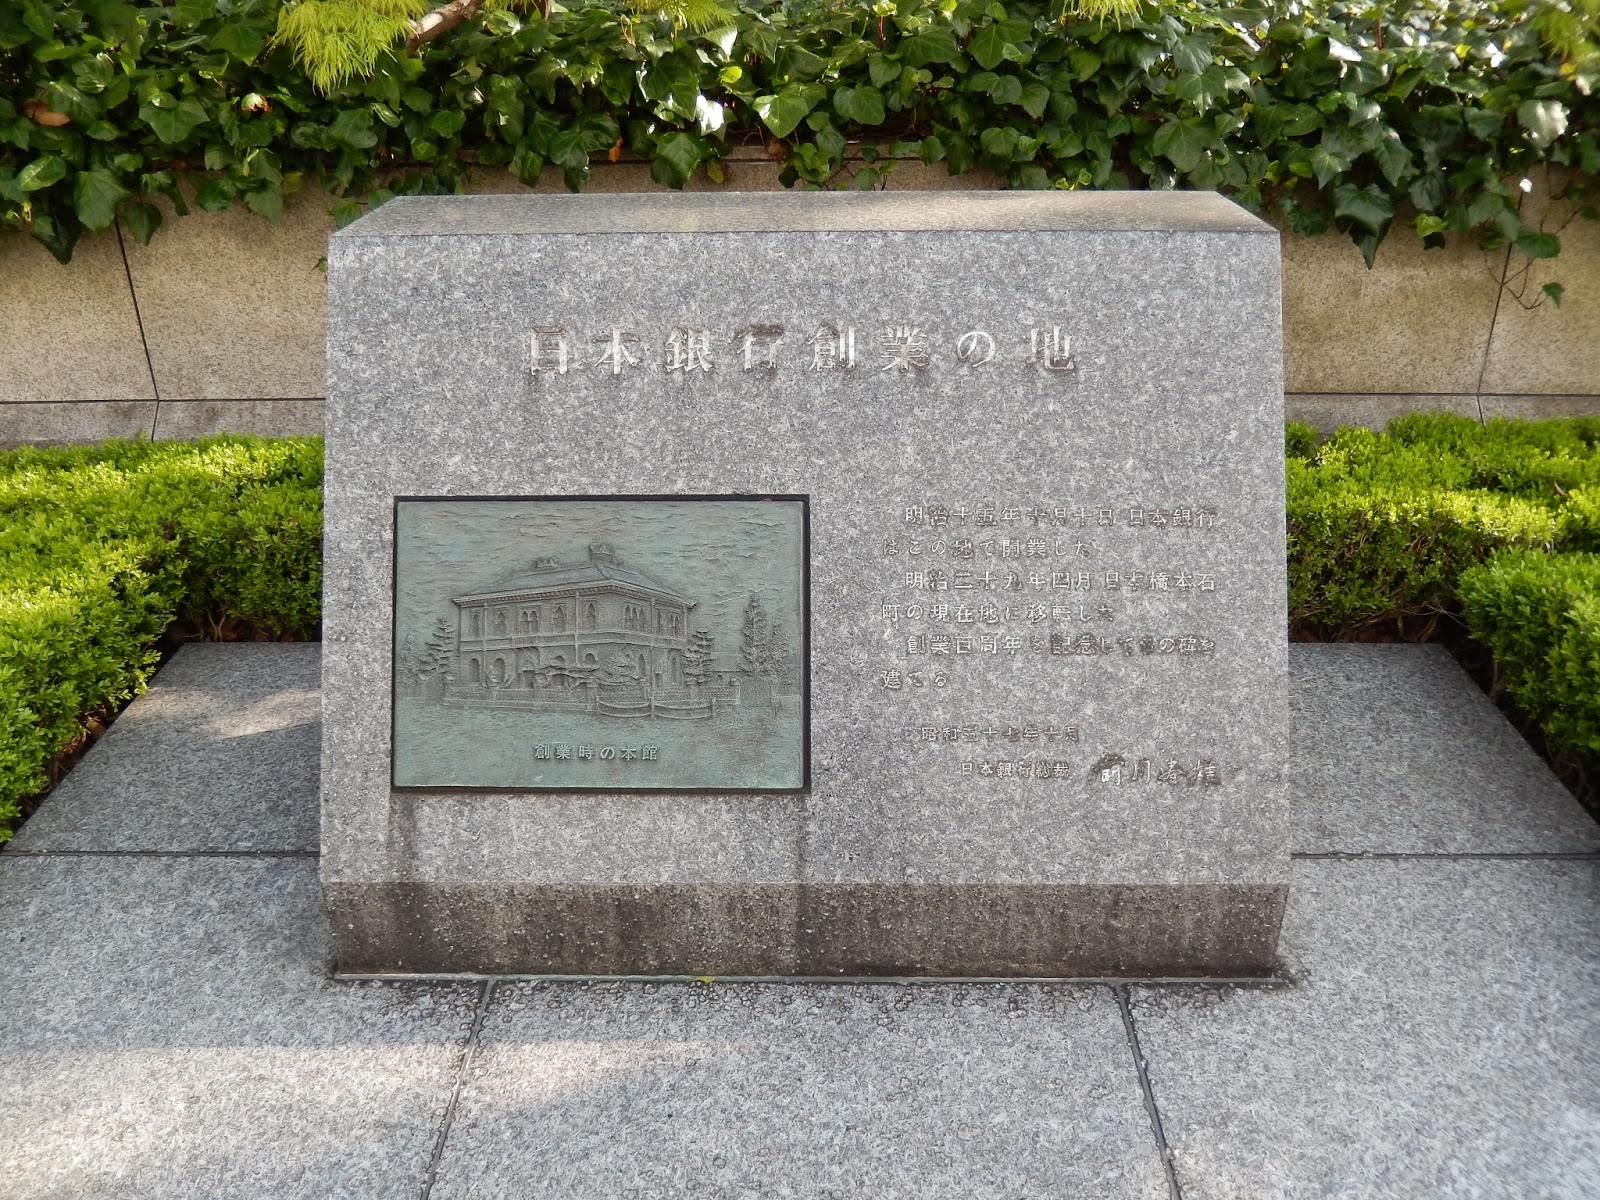 日本銀行創業の地
明治十五年十月十日 日本銀行
はこの地で開業した
明治二十九年四月 日本橋本石
町の現在地に移転した
創業百周年を記念してこの碑を
建てる
昭和五十七年十月
日本銀行総裁 前川春雄
創業時の本館